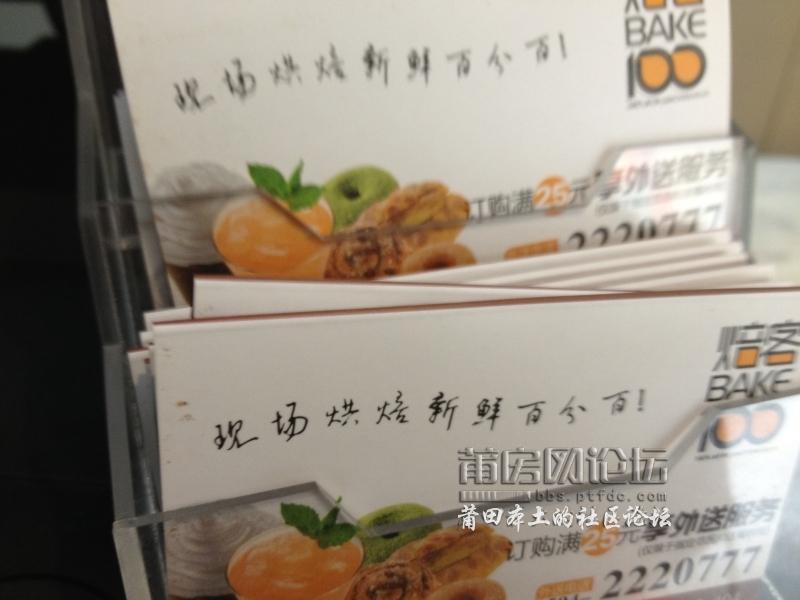 BAKE
100
现场烘焙新鲜百分百!
订购满25元享外送服务
2220777
焙客
BAKE
100
现场烘焙新鲜百分百!
莆房网论坛
bbs.ptfdc.com
莆田本土的社区论坛
订购满25元享外送服务
2220777